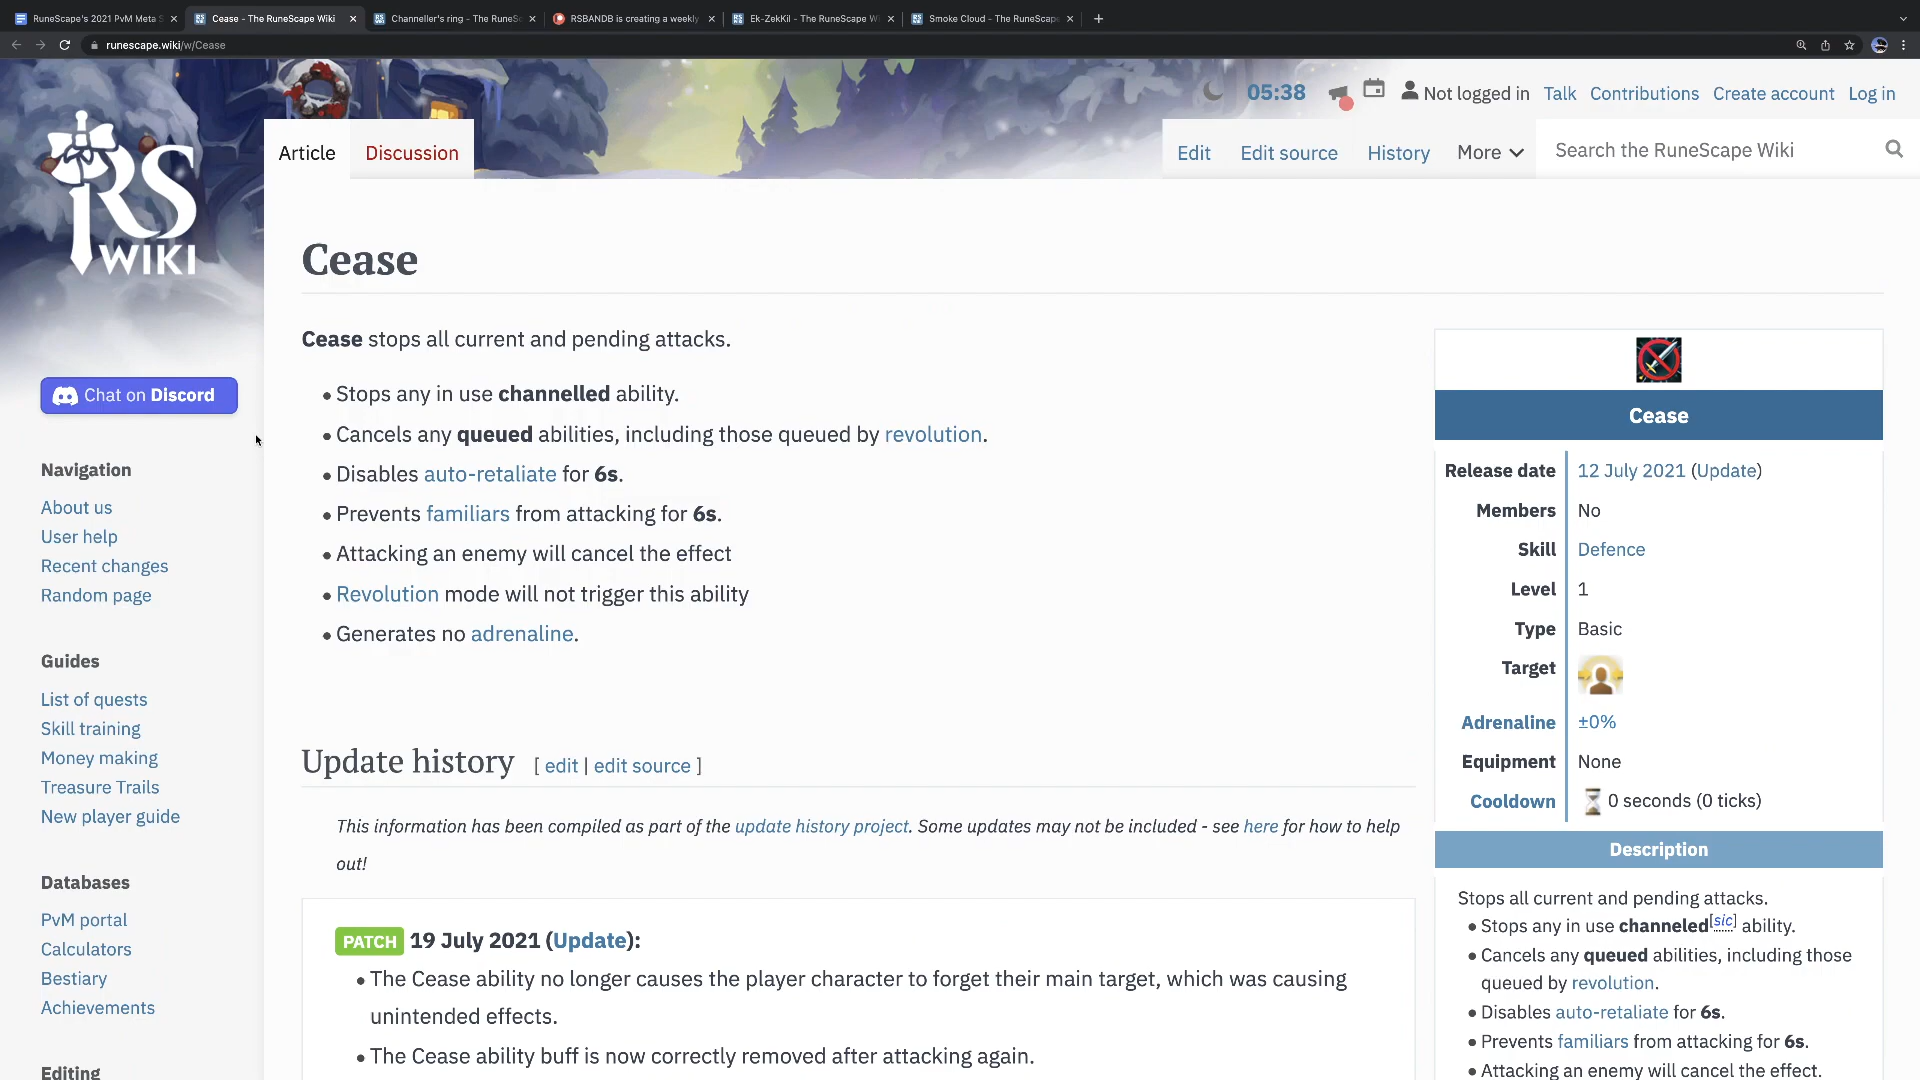 RuneScape's 2021 PvM Meta S
Cease - The RuneScape Wiki
Channeller's ring - The RuneSc
RSBANDB is creating a weekly
Ek-ZekKil - The RuneScape Wi
Smoke Cloud - The RuneScape
runescape.wiki/w/Cease
05:38
Not logged in
Talk
Contributions
Create account
Log in
RS
WIKI
Article
Discussion
Edit
Edit source
History
More
Search the RuneScape Wiki
Cease
Cease stops all current and pending attacks.
• Stops any in use channelled ability.
• Cancels any queued abilities, including those queued by revolution.
• Disables auto-retaliate for 6s.
• Prevents familiars from attacking for 6s.
• Attacking an enemy will cancel the effect
• Revolution mode will not trigger this ability
• Generates no adrenaline.
Update history [ edit | edit source ]
This information has been compiled as part of the update history project. Some updates may not be included - see here for how to help
out!
PATCH 19 July 2021 (Update):
• The Cease ability no longer causes the player character to forget their main target, which was causing
unintended effects.
• The Cease ability buff is now correctly removed after attacking again.
Chat on Discord
Navigation
About us
User help
Recent changes
Random page
Guides
List of quests
Skill training
Money making
Treasure Trails
New player guide
Databases
PvM portal
Calculators
Bestiary
Achievements
Editing
Cease
Release date 12 July 2021 (Update)
Members No
Skill Defence
Level 1
Type Basic
Target
Adrenaline ±0%
Equipment None
Cooldown 0 seconds (0 ticks)
Description
Stops all current and pending attacks.
• Stops any in use channeled[sic] ability.
• Cancels any queued abilities, including those
queued by revolution.
• Disables auto-retaliate for 6s.
• Prevents familiars from attacking for 6s.
• Attacking an enemy will cancel the effect.